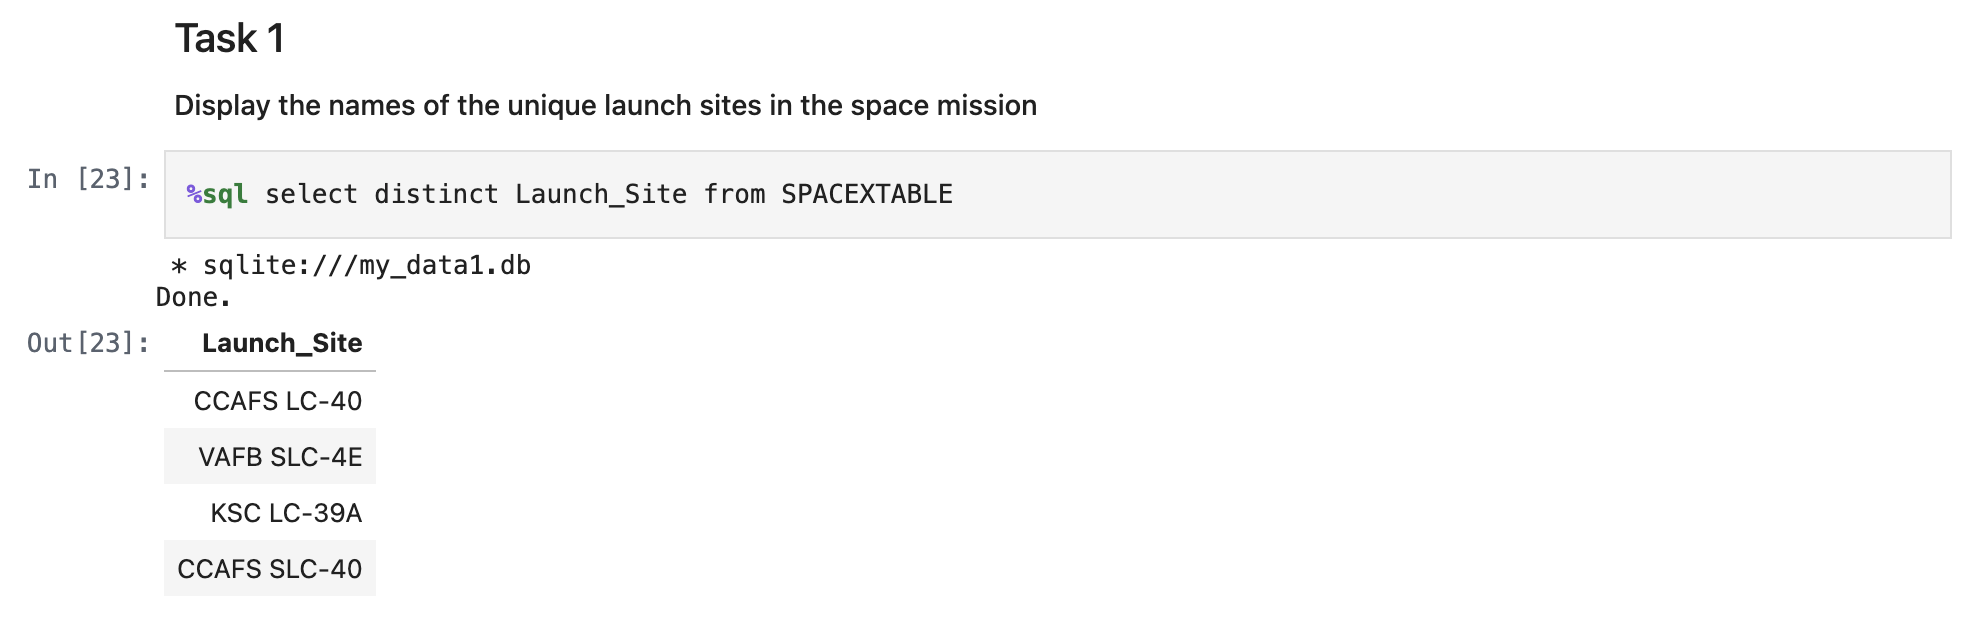 Task 1
Display the names of the unique launch sites in the space mission
In [23]: %sql select distinct Launch_Site from SPACEXTABLE
* sqlite:///my_data1.db
Done.
Out[23]: Launch_Site
CCAFS LC-40
VAFB SLC-4E
KSC LC-39A
CCAFS SLC-40